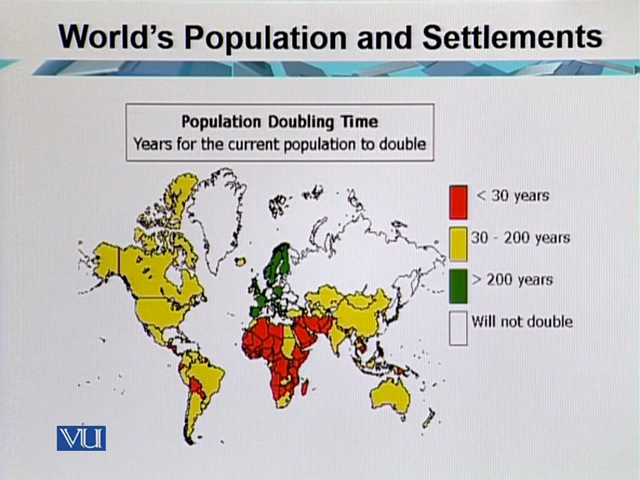 World's Population and Settlements
Population Doubling Time
Years for the current population to double
< 30 years
30 - 200 years
> 200 years
Will not double
VU